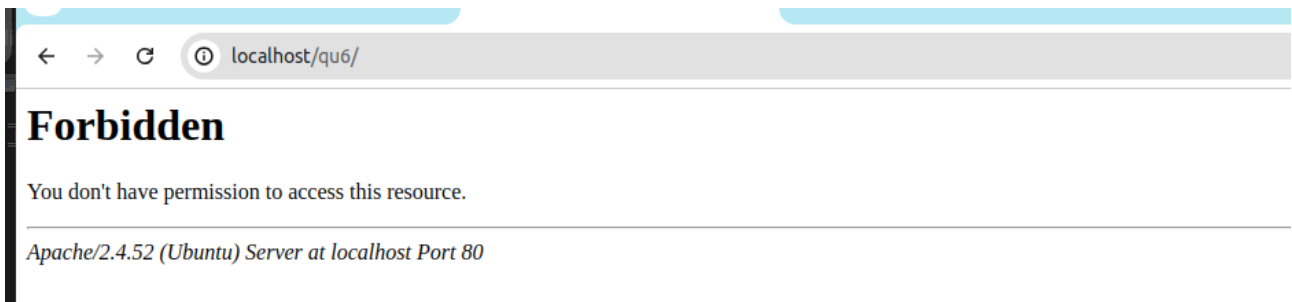 localhost/qu6/
Forbidden
You don't have permission to access this resource.
Apache/2.4.52 (Ubuntu) Server at localhost Port 80